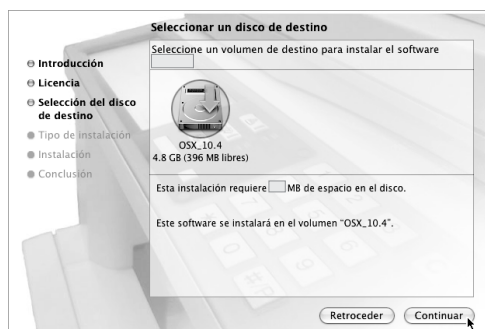 Seleccionar un disco de destino
Seleccione un volumen de destino para instalar el software
Introducción
Licencia
Selección del disco
de destino
Tipo de instalación
Instalación
Conclusión
OSX_10.4
4.8 GB (396 MB libres)
Esta instalación requiere MB de espacio en el disco.
Este software se instalará en el volumen "OSX_10.4".
Retroceder
Continuar